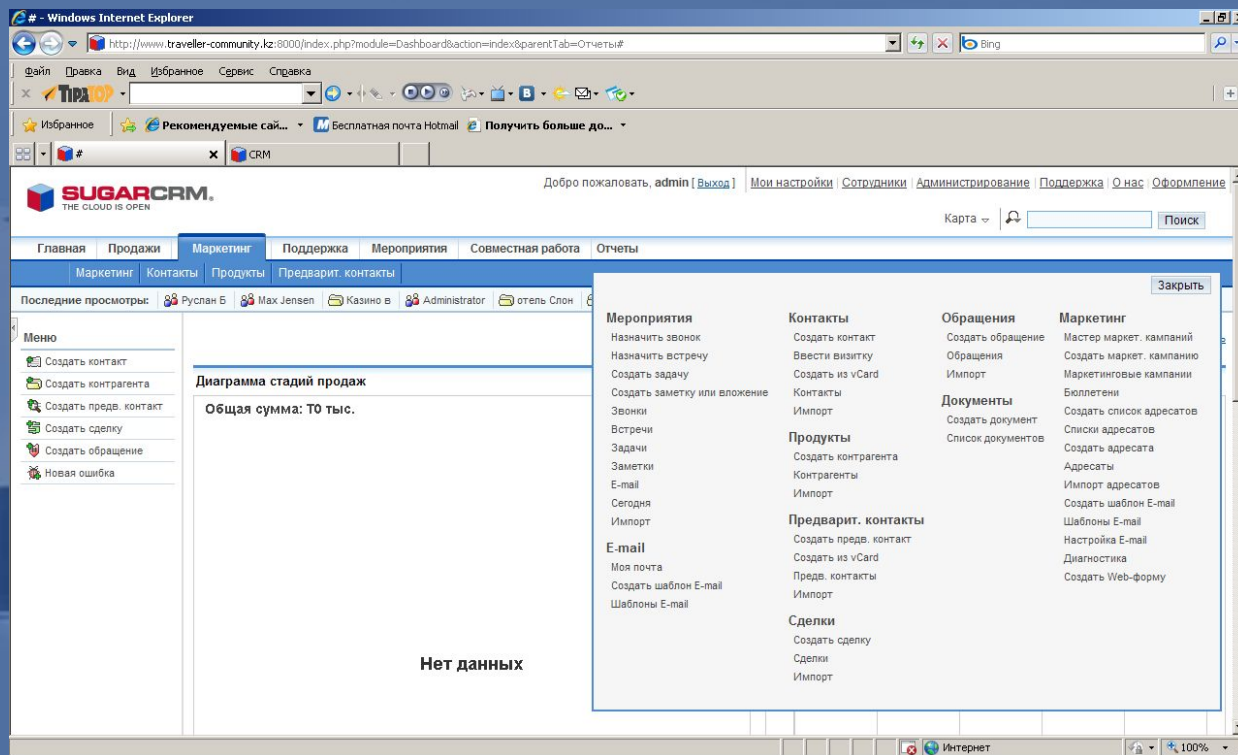 # - Windows Internet Explorer
http://www.traveller-community.kz:8000/index.php?module=Dashboard&action=index&parentTab=Отчеты#
Bing
Файл Правка Вид Избранное Сервис Справка
TIPATOP
Избранное Рекомендуемые сай... Бесплатная почта Hotmail Получить больше до...
# CRM
SUGARCRM.
THE CLOUD IS OPEN
Добро пожаловать, admin [ Выход ] Мои настройки | Сотрудники | Администрирование | Поддержка | О нас | Оформление
Карта Поиск
Главная Продажи Маркетинг Поддержка Мероприятия Совместная работа Отчеты
Маркетинг Контакты Продукты Предварит. контакты
Последние просмотры: Руслан Б Max Jensen Казино в Administrator отель Слон
Закрыть
Меню
Создать контакт
Создать контрагента
Создать предв. контакт
Создать сделку
Создать обращение
Новая ошибка
Диаграмма стадий продаж
Общая сумма: T0 тыс.
Нет данных
Мероприятия
Назначить звонок
Назначить встречу
Создать задачу
Создать заметку или вложение
Звонки
Встречи
Задачи
Заметки
E-mail
Сегодня
Импорт
E-mail
Моя почта
Создать шаблон E-mail
Шаблоны E-mail
Контакты
Создать контакт
Ввести визитку
Создать из vCard
Контакты
Импорт
Продукты
Создать контрагента
Контрагенты
Импорт
Предварит. контакты
Создать предв. контакт
Создать из vCard
Предв. контакты
Импорт
Сделки
Создать сделку
Сделки
Импорт
Обращения
Создать обращение
Обращения
Импорт
Документы
Создать документ
Список документов
Маркетинг
Мастер маркет. кампаний
Создать маркет. кампанию
Маркетинговые кампании
Бюллетени
Создать список адресатов
Списки адресатов
Создать адресата
Адресаты
Импорт адресатов
Создать шаблон E-mail
Шаблоны E-mail
Настройка E-mail
Диагностика
Создать Web-форму
Интернет 100%